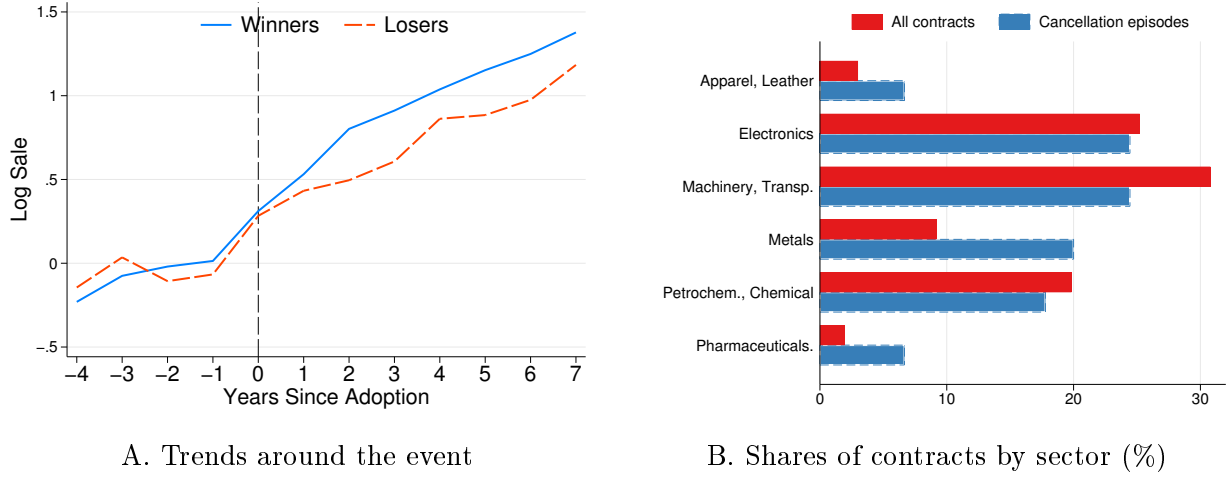 Winners
Losers
1.5
1
.5
0
−.5
Log Sale
−4 −3 −2 −1 0 1 2 3 4 5 6 7
Years Since Adoption
A. Trends around the event
All contracts
Cancellation episodes
Apparel, Leather
Electronics
Machinery, Transp.
Metals
Petrochem., Chemical
Pharmaceuticals.
0 10 20 30
B. Shares of contracts by sector (%)